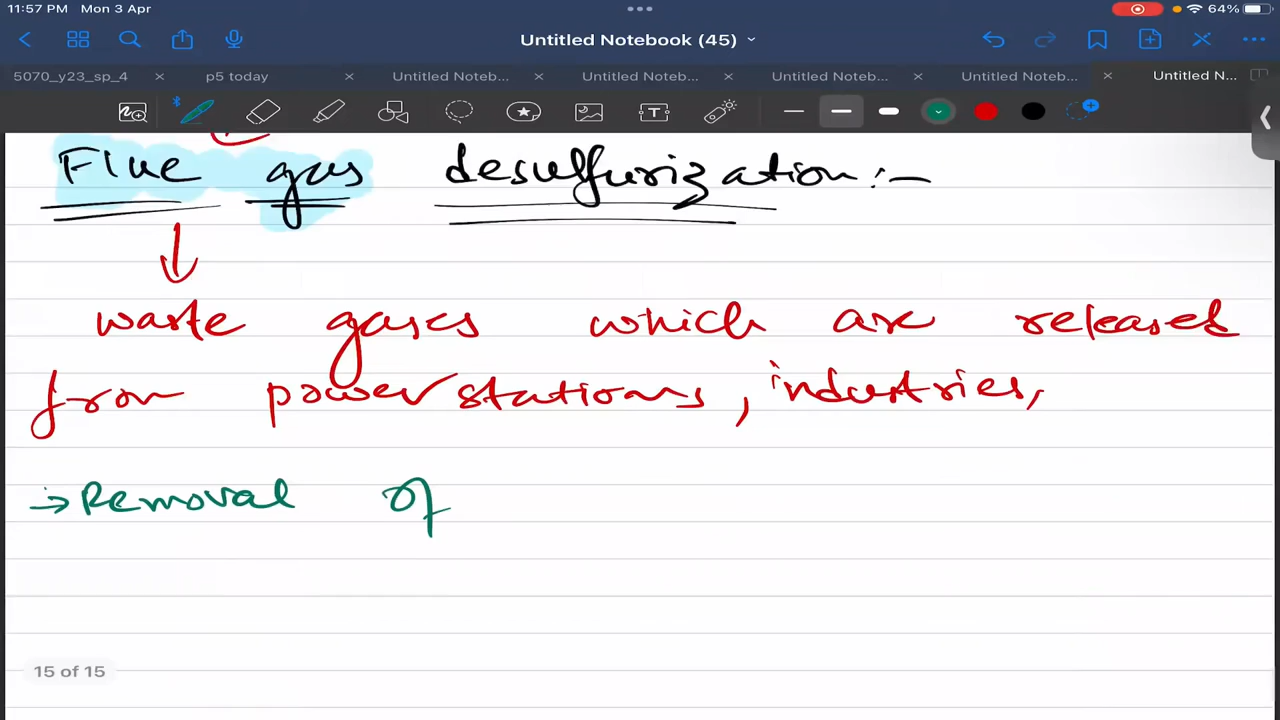 11:57 PM Mon 3 Apr
64%
Untitled Notebook (45)
5070_y23_sp_4
p5 today
Untitled Noteb...
Untitled Noteb...
Untitled Noteb...
Untitled Noteb...
Untitled N...
Flue gas desulfurization :-
waste gases which are released
from power stations, industries,
→ Removal of
15 of 15